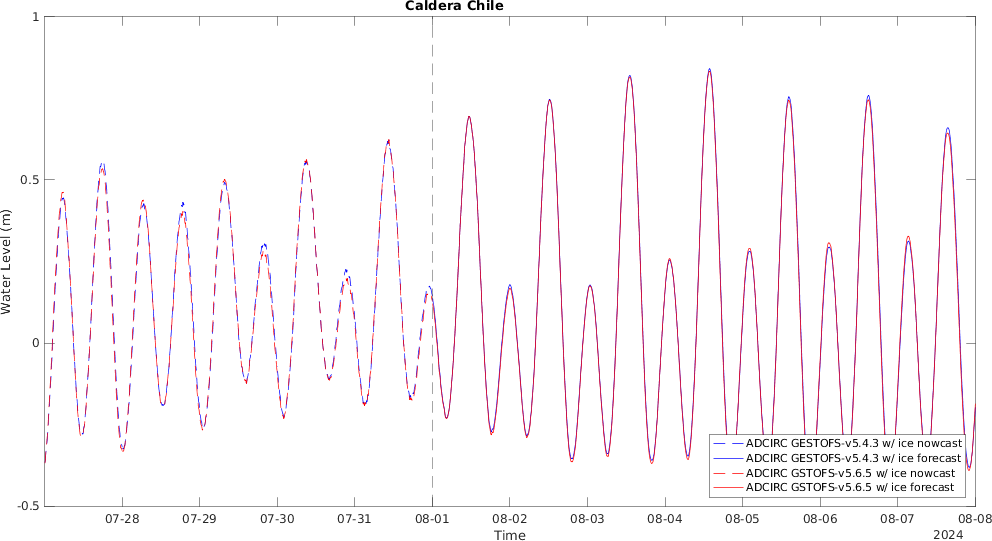 Caldera Chile
1
0.5
0
-0.5
Water Level (m)
ADCIRC GESTOFS-v5.4.3 w/ ice nowcast
ADCIRC GESTOFS-v5.4.3 w/ ice forecast
ADCIRC GSTOFS-v5.6.5 w/ ice nowcast
ADCIRC GSTOFS-v5.6.5 w/ ice forecast
07-28 07-29 07-30 07-31 08-01 08-02 08-03 08-04 08-05 08-06 08-07 08-08
Time
2024